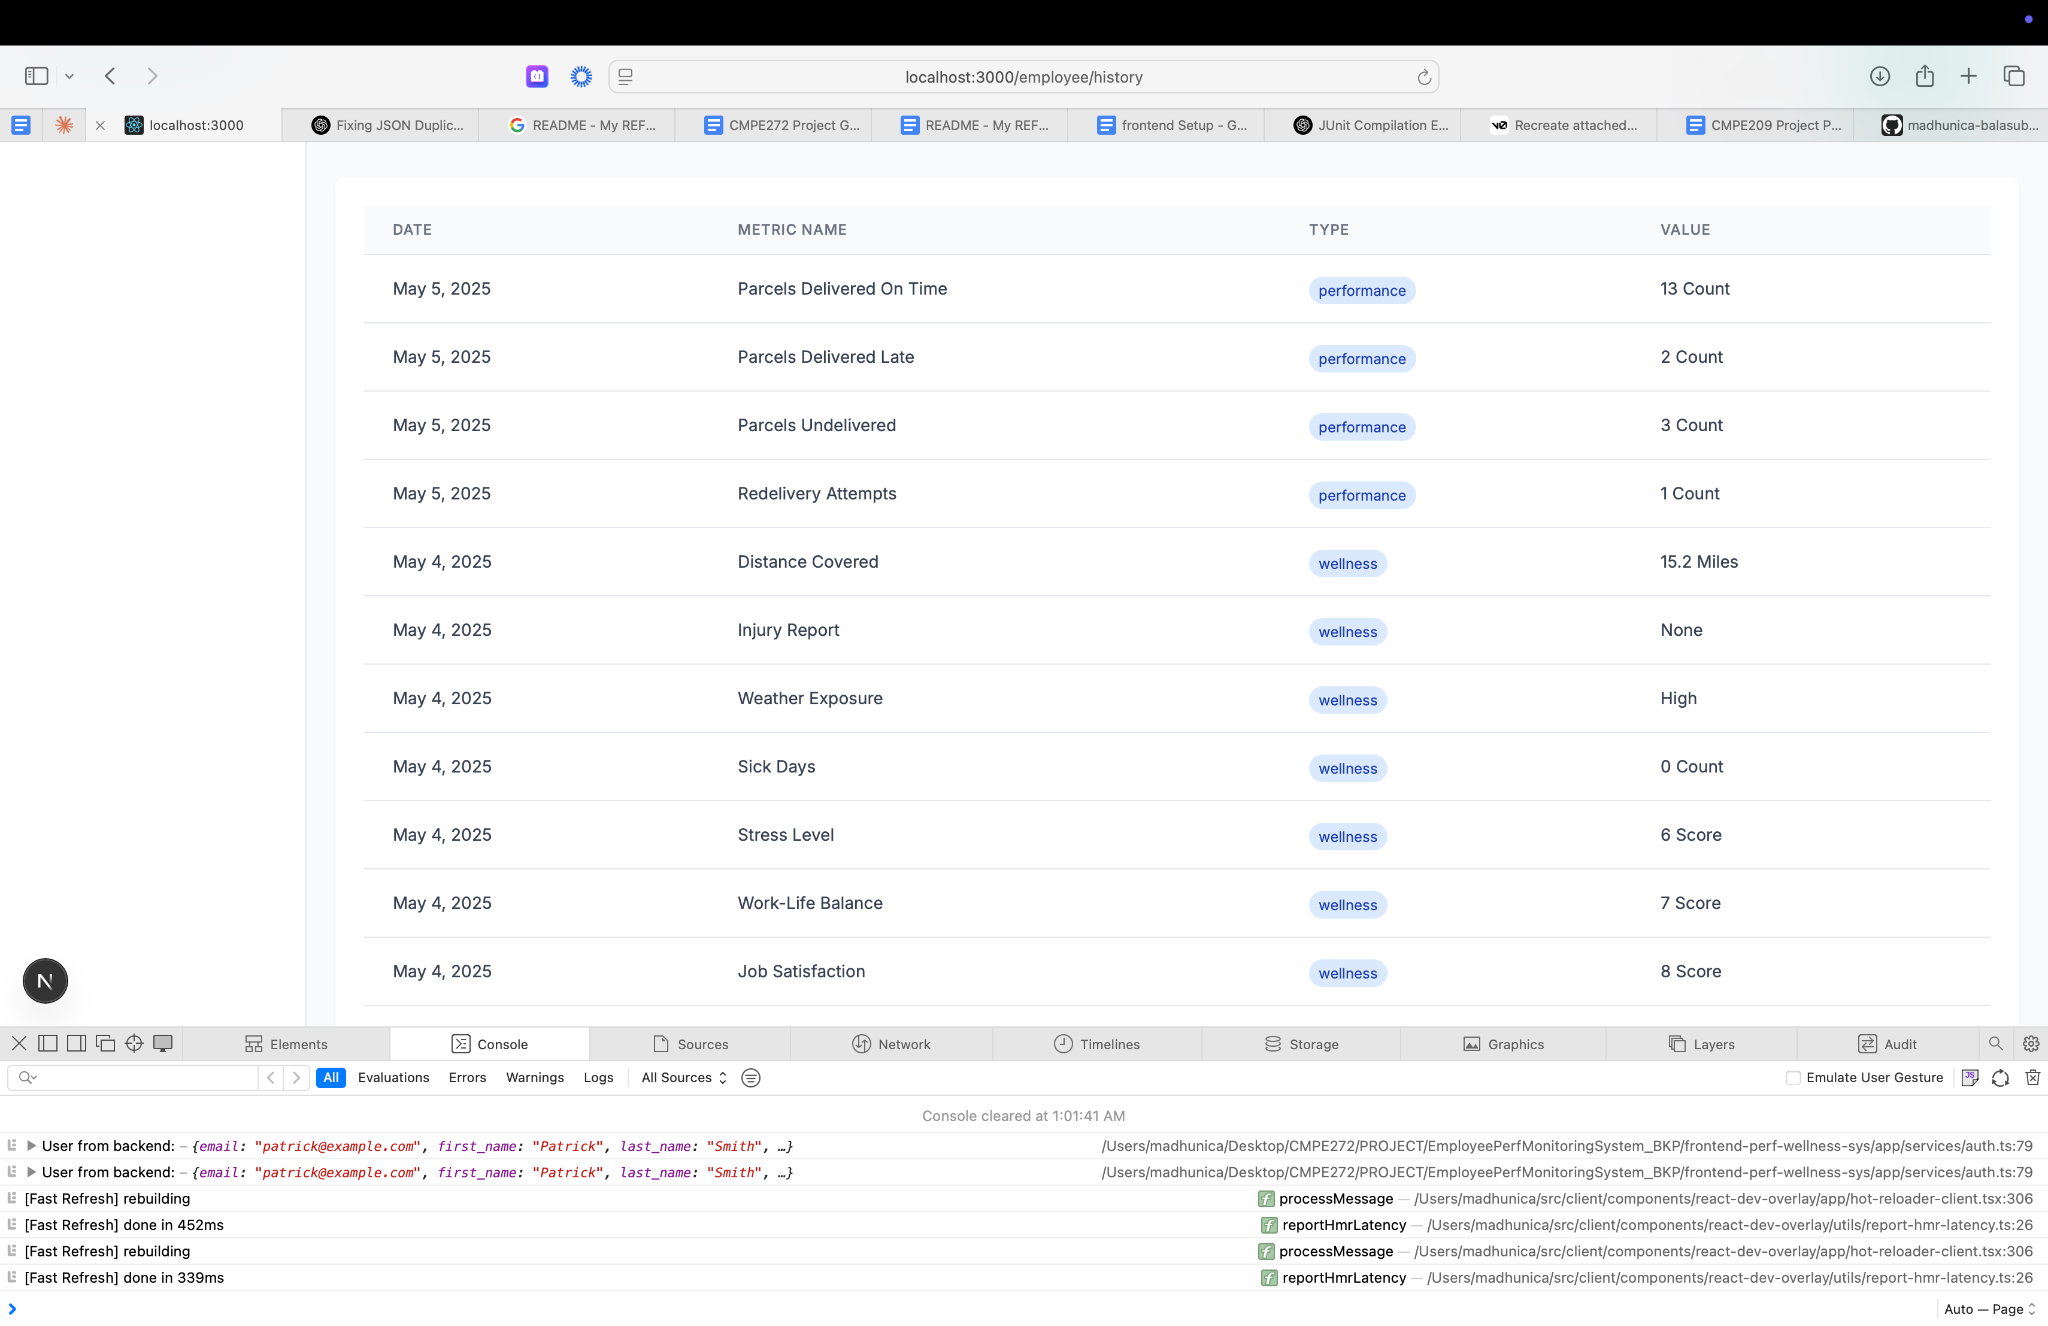 localhost:3000/employee/history
localhost:3000
Fixing JSON Duplic...
README - My REF...
CMPE272 Project G...
README - My REF...
frontend Setup - G...
JUnit Compilation E...
Recreate attached...
CMPE209 Project P...
madhunica-balasub...
DATE METRIC NAME TYPE VALUE
May 5, 2025 Parcels Delivered On Time performance 13 Count
May 5, 2025 Parcels Delivered Late performance 2 Count
May 5, 2025 Parcels Undelivered performance 3 Count
May 5, 2025 Redelivery Attempts performance 1 Count
May 4, 2025 Distance Covered wellness 15.2 Miles
May 4, 2025 Injury Report wellness None
May 4, 2025 Weather Exposure wellness High
May 4, 2025 Sick Days wellness 0 Count
May 4, 2025 Stress Level wellness 6 Score
May 4, 2025 Work-Life Balance wellness 7 Score
May 4, 2025 Job Satisfaction wellness 8 Score
N
Elements Console Sources Network Timelines Storage Graphics Layers Audit
All Evaluations Errors Warnings Logs All Sources Emulate User Gesture
Console cleared at 1:01:41 AM
User from backend: – {email: "patrick@example.com", first_name: "Patrick", last_name: "Smith", …} /Users/madhunica/Desktop/CMPE272/PROJECT/EmployeePerfMonitoringSystem_BKP/frontend-perf-wellness-sys/app/services/auth.ts:79
User from backend: – {email: "patrick@example.com", first_name: "Patrick", last_name: "Smith", …} /Users/madhunica/Desktop/CMPE272/PROJECT/EmployeePerfMonitoringSystem_BKP/frontend-perf-wellness-sys/app/services/auth.ts:79
[Fast Refresh] rebuilding f processMessage — /Users/madhunica/src/client/components/react-dev-overlay/app/hot-reloader-client.tsx:306
[Fast Refresh] done in 452ms f reportHmrLatency — /Users/madhunica/src/client/components/react-dev-overlay/utils/report-hmr-latency.ts:26
[Fast Refresh] rebuilding f processMessage — /Users/madhunica/src/client/components/react-dev-overlay/app/hot-reloader-client.tsx:306
[Fast Refresh] done in 339ms f reportHmrLatency — /Users/madhunica/src/client/components/react-dev-overlay/utils/report-hmr-latency.ts:26
Auto — Page